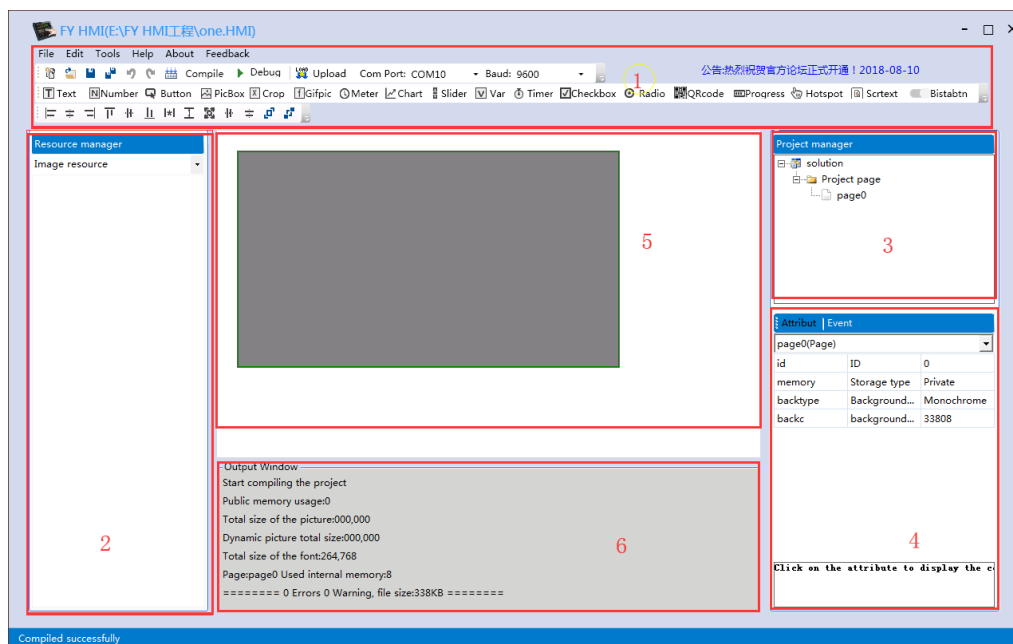 FY HMI(E:\FY HMI工程\one.HMI)
File Edit Tools Help About Feedback
Compile Debug Upload Com Port: COM10 Baud: 9600 公告:热烈祝贺官方论坛正式开通！2018-08-10
1
Text Number Button PicBox Crop Gifpic Meter Chart Slider Var Timer Checkbox Radio QRcode Progress Hotspot Scrtext Bistabtn
Resource manager
Image resource
2
5
Project manager
solution
Project page
page0
3
Attribut Event
page0(Page)
id ID 0
memory Storage type Private
backtype Background... Monochrome
backc background... 33808
4
Click on the attribute to display the c
Output Window
Start compiling the project
Public memory usage:0
Total size of the picture:000,000
Dynamic picture total size:000,000
Total size of the font:264,768
Page:page0 Used internal memory:8
======== 0 Errors 0 Warning, file size:338KB ========
6
Compiled successfully